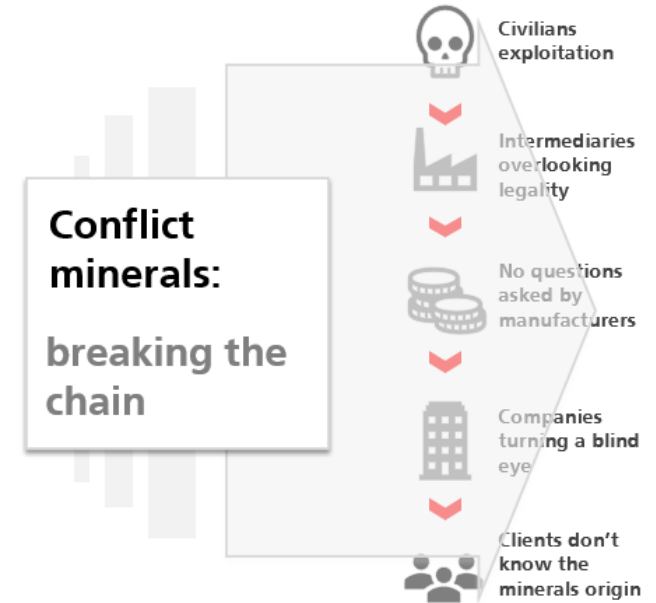 Conflict
minerals:
breaking the
chain
Civilians
exploitation
Intermediaries
overlooking
legality
No questions
asked by
manufacturers
Companies
turning a blind
eye
Clients don’t
know the
minerals origin